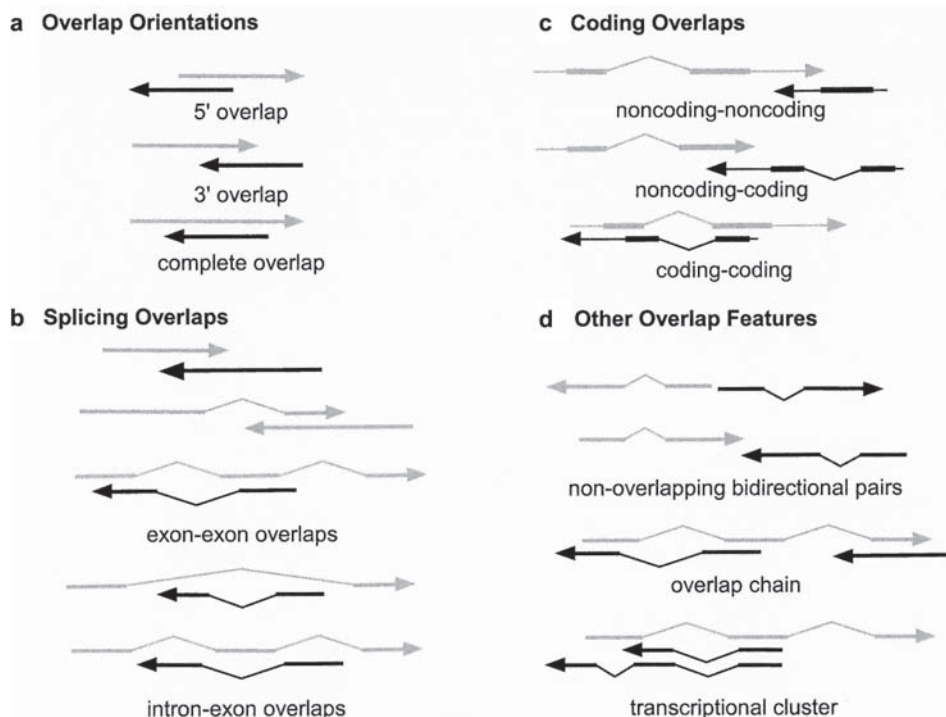 a Overlap Orientations
5' overlap
3' overlap
complete overlap
b Splicing Overlaps
exon-exon overlaps
intron-exon overlaps
c Coding Overlaps
noncoding-noncoding
noncoding-coding
coding-coding
d Other Overlap Features
non-overlapping bidirectional pairs
overlap chain
transcriptional cluster